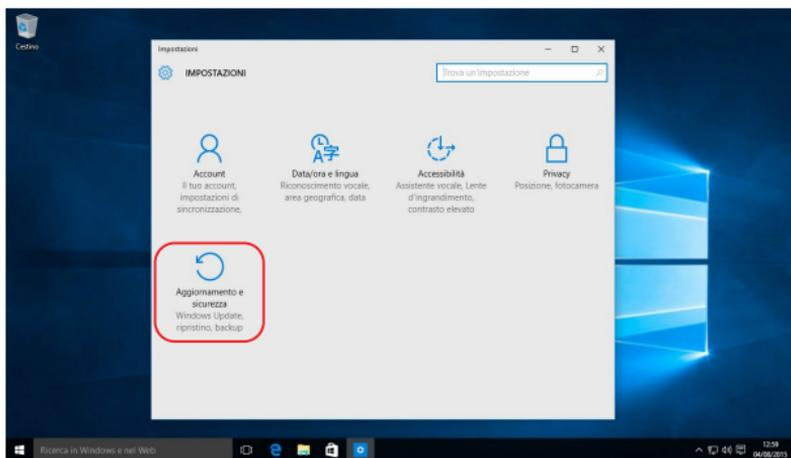 Cestino
Impostazioni
IMPOSTAZIONI
Trova un'impostazione
Account
Il tuo account,
impostazioni di
sincronizzazione,
Data/ora e lingua
Riconoscimento vocale,
area geografica, data
Accessibilità
Assistente vocale, Lente
d'ingrandimento,
contrasto elevato
Privacy
Posizione, fotocamera
Aggiornamento e
sicurezza
Windows Update,
ripristino, backup
Ricerca in Windows e nel Web
12:59
04/08/2015